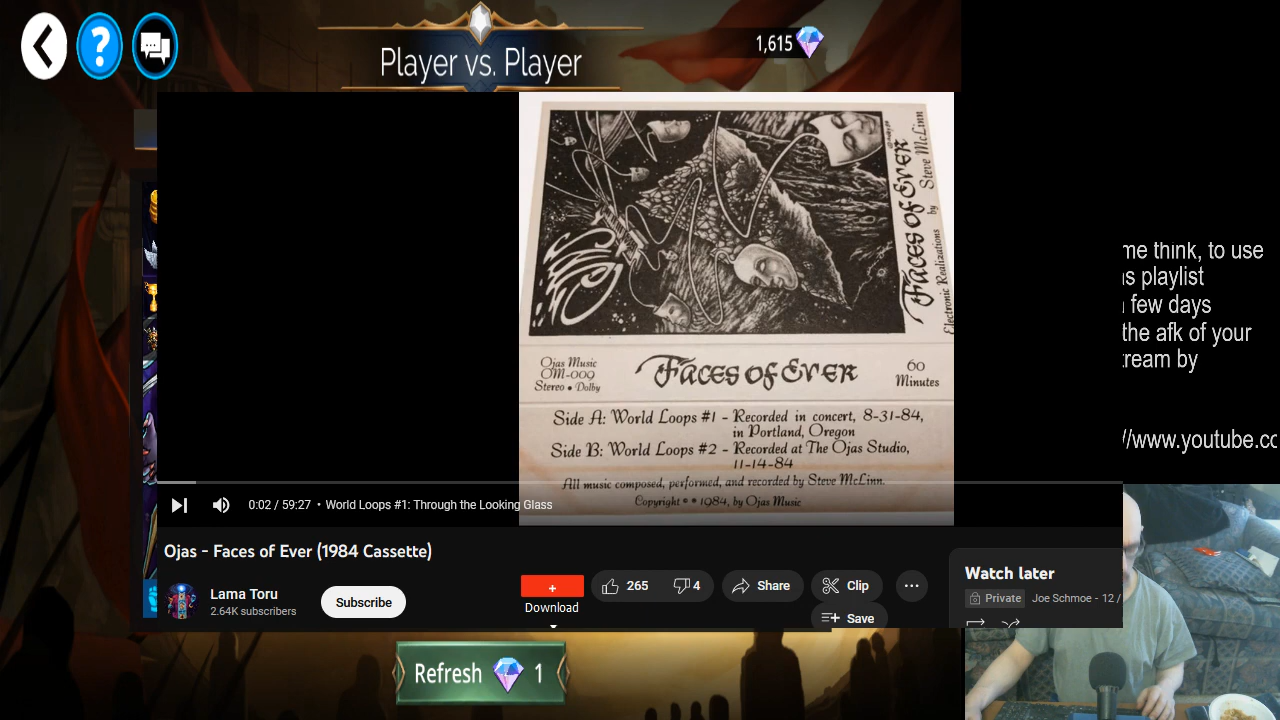 Player vs. Player
1,615
Faces of Ever
Electronic Realizations by Steve McLinn
Ojas
Ojas Music
OM-009
Stereo • Dolby
Faces of Ever
60
Minutes
Side A: World Loops #1 - Recorded in concert, 8-31-84,
in Portland, Oregon
Side B: World Loops #2 - Recorded at The Ojas Studio,
11-14-84
All music composed, performed, and recorded by Steve McLinn.
1984, by Ojas Music
me think, to use
s playlist
few days
the afk of your
tream by
//www.youtube.co
0:02 / 59:27 • World Loops #1: Through the Looking Glass
Ojas - Faces of Ever (1984 Cassette)
Lama Toru
2.64K subscribers
Subscribe
+
Download
265
4
Share
Clip
Save
Watch later
Private
Joe Schmoe - 12 /
Refresh 1